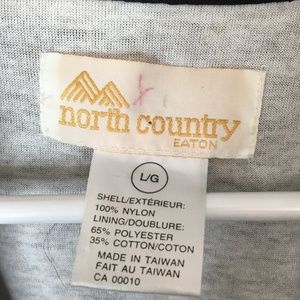 north country
EATON
L/G
SHELL/EXTÉRIEUR:
100% NYLON
LINING/DOUBLURE:
65% POLYESTER
35% COTTON/COTON
MADE IN TAIWAN
FAIT AU TAIWAN
CA 00010